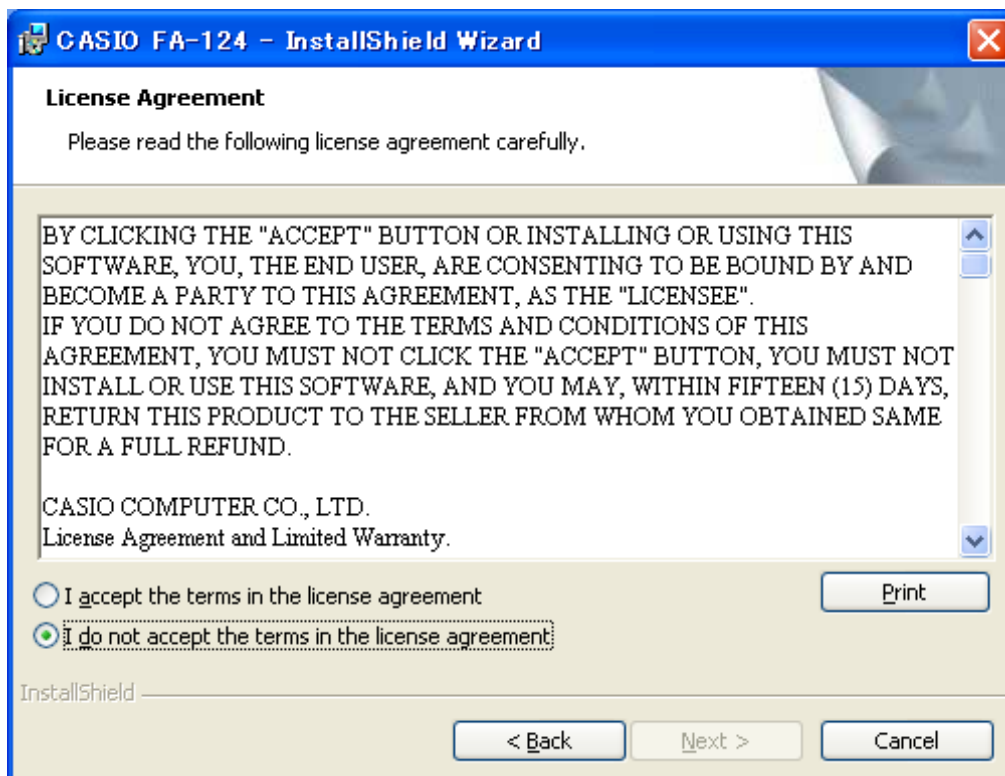 CASIO FA-124 - InstallShield Wizard
License Agreement
Please read the following license agreement carefully.
BY CLICKING THE "ACCEPT" BUTTON OR INSTALLING OR USING THIS
SOFTWARE, YOU, THE END USER, ARE CONSENTING TO BE BOUND BY AND
BECOME A PARTY TO THIS AGREEMENT, AS THE "LICENSEE".
IF YOU DO NOT AGREE TO THE TERMS AND CONDITIONS OF THIS
AGREEMENT, YOU MUST NOT CLICK THE "ACCEPT" BUTTON, YOU MUST NOT
INSTALL OR USE THIS SOFTWARE, AND YOU MAY, WITHIN FIFTEEN (15) DAYS,
RETURN THIS PRODUCT TO THE SELLER FROM WHOM YOU OBTAINED SAME
FOR A FULL REFUND.
CASIO COMPUTER CO., LTD.
License Agreement and Limited Warranty.
I accept the terms in the license agreement
Print
I do not accept the terms in the license agreement
InstallShield
< Back
Next >
Cancel